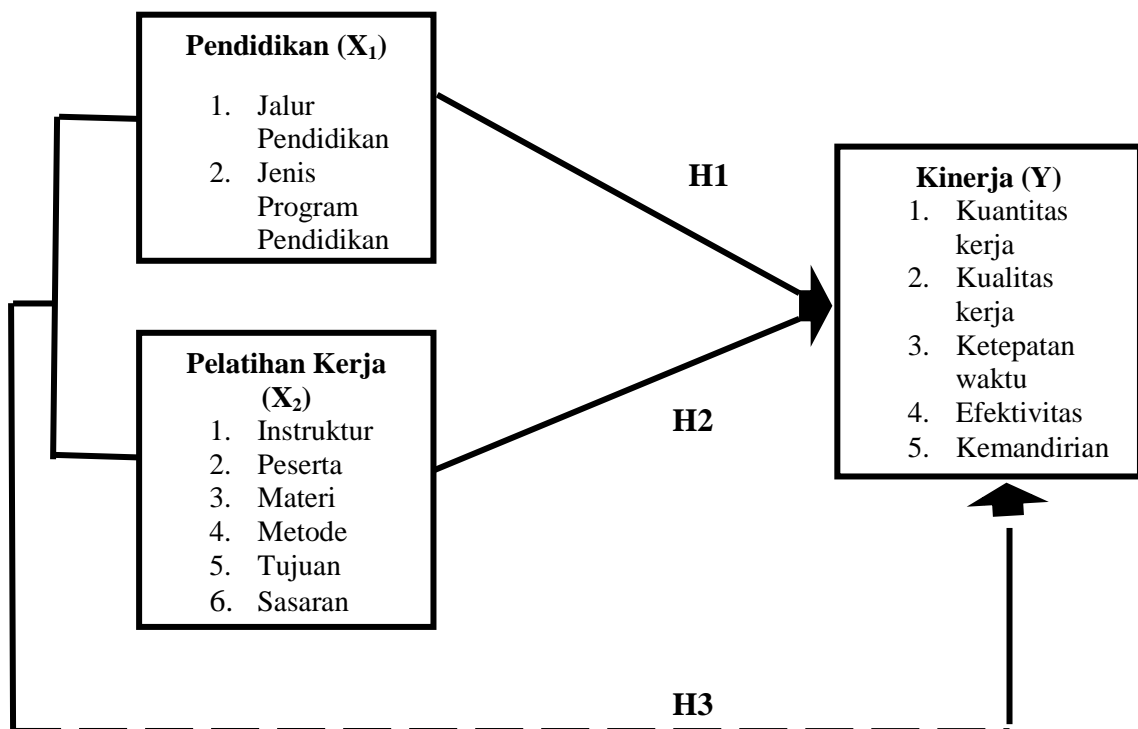 Pendidikan (X₁)
1. Jalur
Pendidikan
2. Jenis
Program
Pendidikan
H1
Kinerja (Y)
1. Kuantitas
kerja
2. Kualitas
kerja
3. Ketepatan
waktu
4. Efektivitas
5. Kemandirian
Pelatihan Kerja
(X₂)
1. Instruktur
2. Peserta
3. Materi
4. Metode
5. Tujuan
6. Sasaran
H2
H3